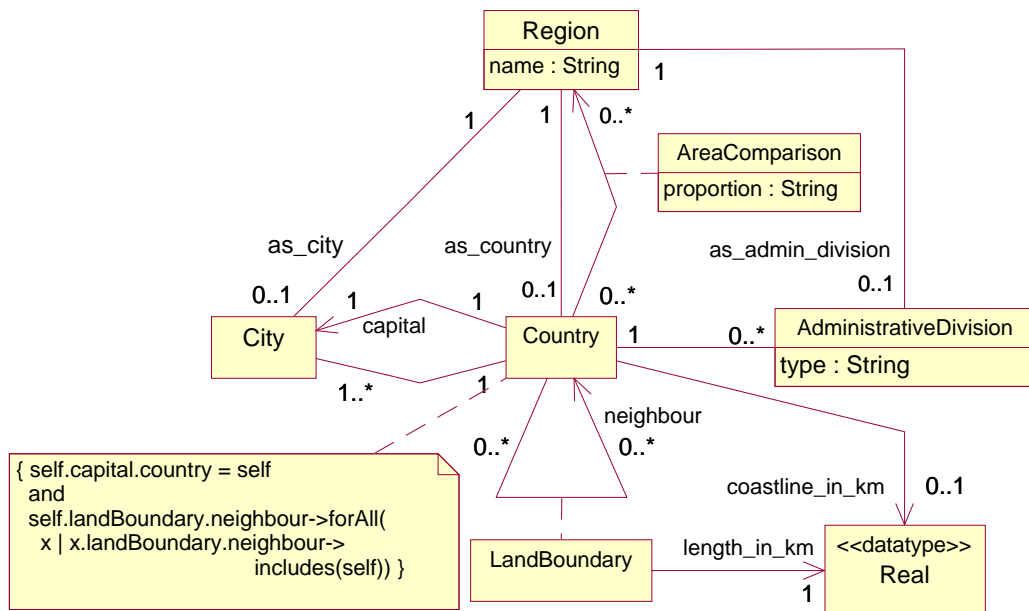 Region
name : String
1
1
1
0..*
AreaComparison
proportion : String
as_city
as_country
as_admin_division
0..1
0..1
0..*
0..1
1
capital
1
City
Country
1
0..*
AdministrativeDivision
type : String
1..*
1
neighbour
0..*
0..*
{ self.capital.country = self
and
self.landBoundary.neighbour->forAll(
x | x.landBoundary.neighbour->
includes(self)) }
coastline_in_km
0..1
LandBoundary
length_in_km
1
<<datatype>>
Real